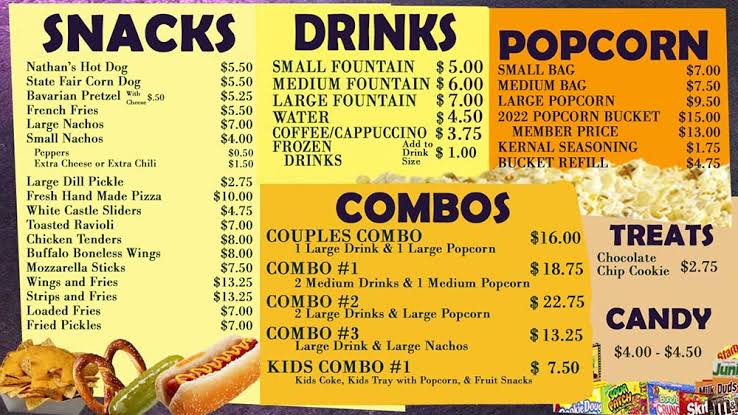 SNACKS
Nathan's Hot Dog $5.50
State Fair Corn Dog $5.50
Bavarian Pretzel With Cheese $.50 $5.25
French Fries $5.50
Large Nachos $7.00
Small Nachos $4.00
Peppers $0.50
Extra Cheese or Extra Chili $1.50
Large Dill Pickle $2.75
Fresh Hand Made Pizza $10.00
White Castle Sliders $4.75
Toasted Ravioli $7.00
Chicken Tenders $8.00
Buffalo Boneless Wings $8.00
Mozzarella Sticks $7.50
Wings and Fries $13.25
Strips and Fries $13.25
Loaded Fries $7.00
Fried Pickles $7.00
DRINKS
SMALL FOUNTAIN $5.00
MEDIUM FOUNTAIN $6.00
LARGE FOUNTAIN $7.00
WATER $4.50
COFFEE/CAPPUCCINO $3.75
FROZEN DRINKS Add to Drink Size $1.00
POPCORN
SMALL BAG $7.00
MEDIUM BAG $7.50
LARGE POPCORN $9.50
2022 POPCORN BUCKET $15.00
MEMBER PRICE $13.00
KERNAL SEASONING $1.75
BUCKET REFILL $4.75
COMBOS
COUPLES COMBO $16.00
1 Large Drink & 1 Large Popcorn
COMBO #1 $18.75
2 Medium Drinks & 1 Medium Popcorn
COMBO #2 $22.75
2 Large Drinks & Large Popcorn
COMBO #3 $13.25
Large Drink & Large Nachos
KIDS COMBO #1 $7.50
Kids Coke, Kids Tray with Popcorn, & Fruit Snacks
TREATS
Chocolate
Chip Cookie $2.75
CANDY
$4.00 - $4.50
Milk Duds